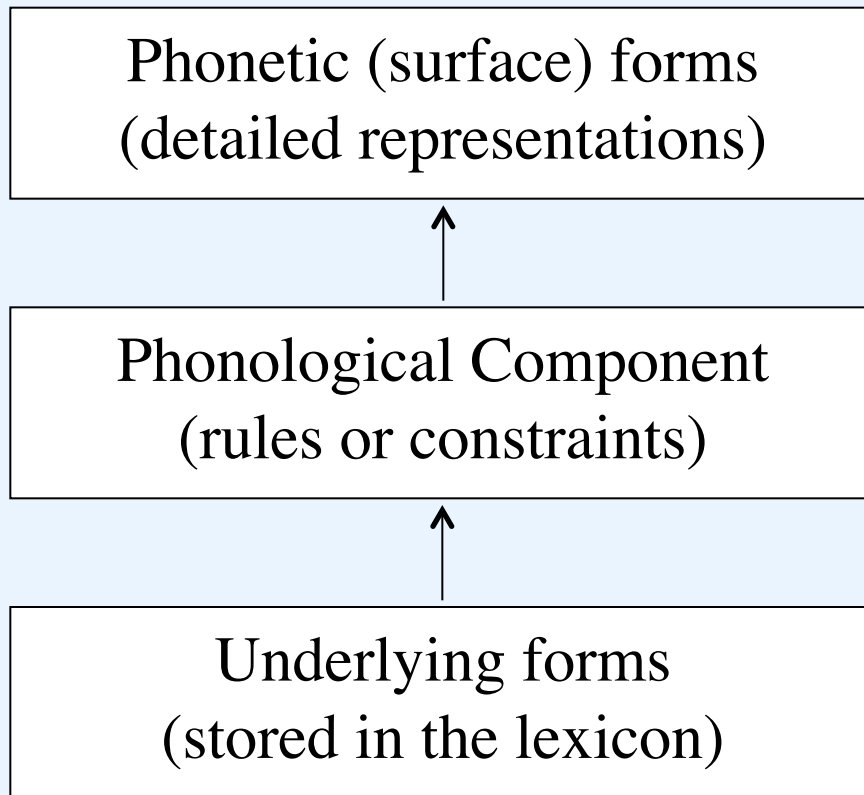 Phonetic (surface) forms
(detailed representations)
Phonological Component
(rules or constraints)
Underlying forms
(stored in the lexicon)